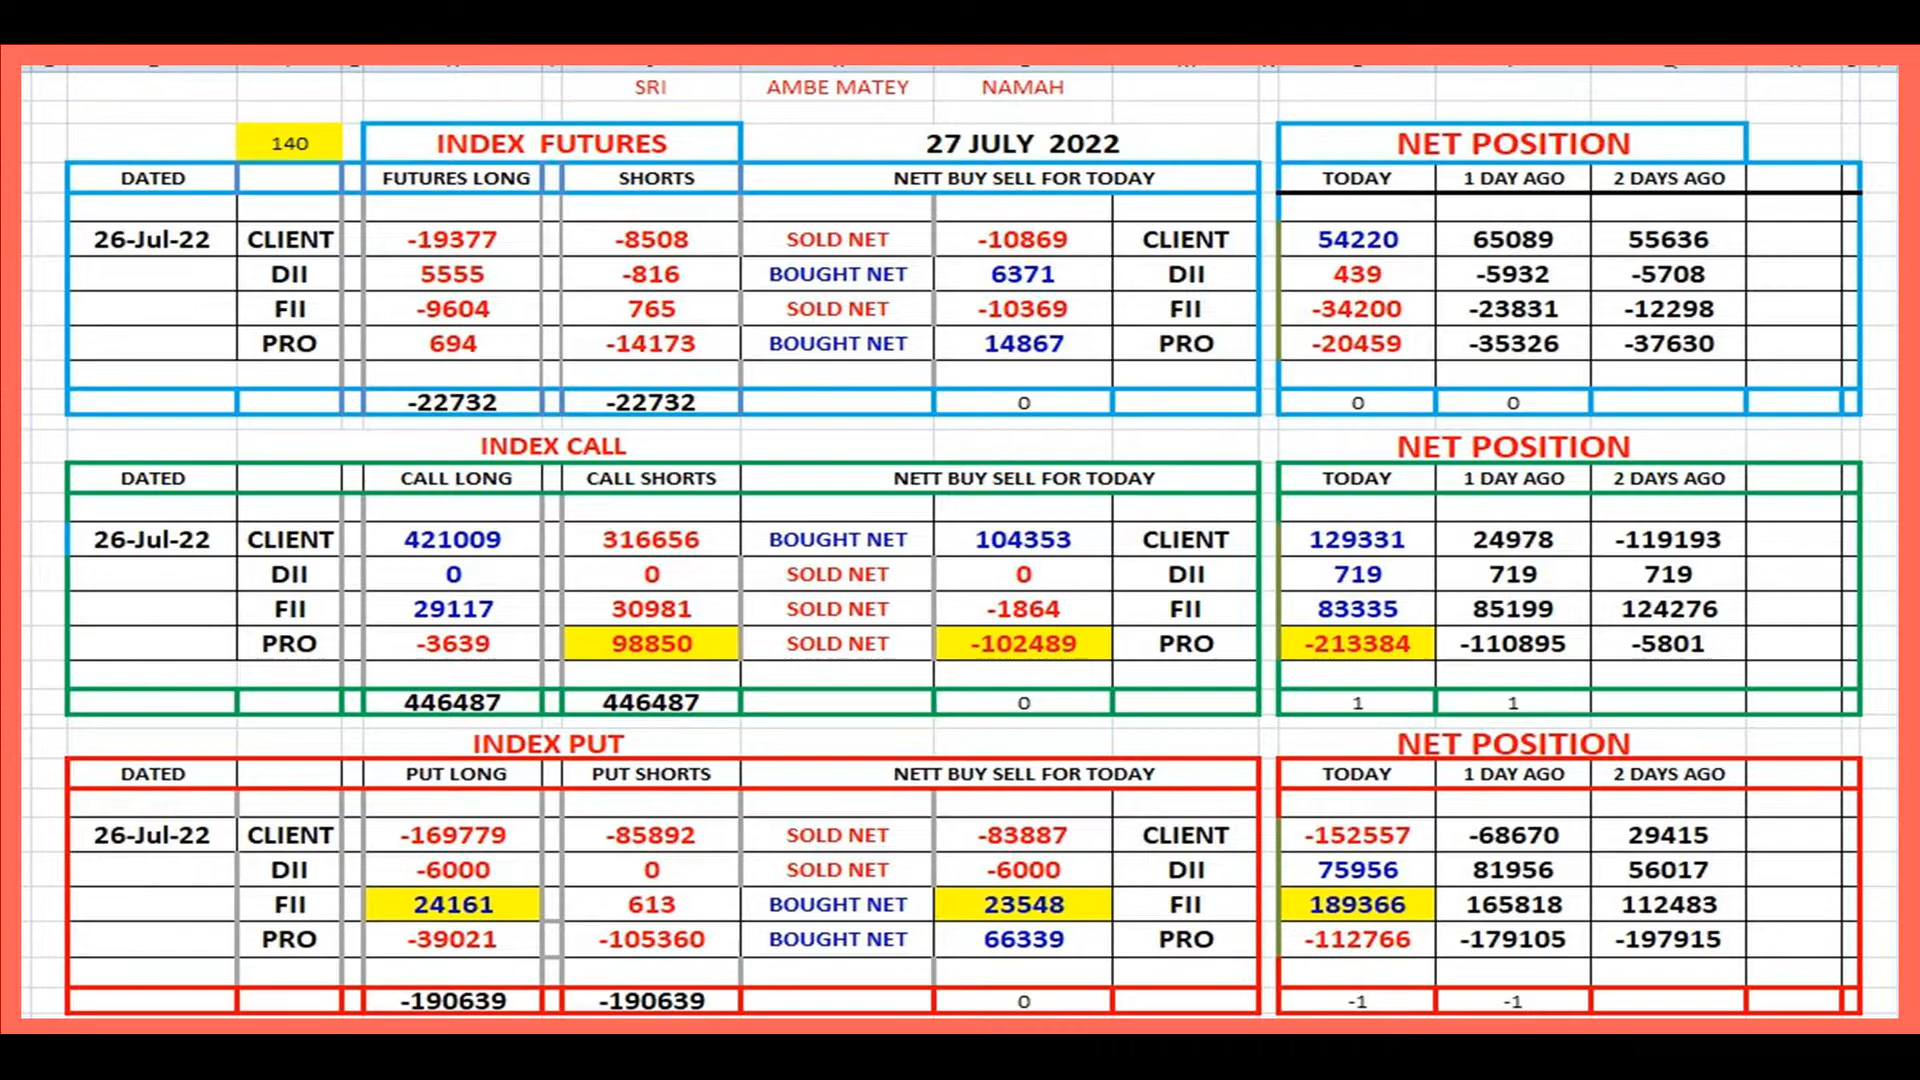 SRI AMBE MATEY NAMAH
140 INDEX FUTURES 27 JULY 2022 NET POSITION
DATED FUTURES LONG SHORTS NETT BUY SELL FOR TODAY TODAY 1 DAY AGO 2 DAYS AGO
26-Jul-22 CLIENT -19377 -8508 SOLD NET -10869 CLIENT 54220 65089 55636
DII 5555 -816 BOUGHT NET 6371 DII 439 -5932 -5708
FII -9604 765 SOLD NET -10369 FII -34200 -23831 -12298
PRO 694 -14173 BOUGHT NET 14867 PRO -20459 -35326 -37630
-22732 -22732 0 0 0
INDEX CALL NET POSITION
DATED CALL LONG CALL SHORTS NETT BUY SELL FOR TODAY TODAY 1 DAY AGO 2 DAYS AGO
26-Jul-22 CLIENT 421009 316656 BOUGHT NET 104353 CLIENT 129331 24978 -119193
DII 0 0 SOLD NET 0 DII 719 719 719
FII 29117 30981 SOLD NET -1864 FII 83335 85199 124276
PRO -3639 98850 SOLD NET -102489 PRO -213384 -110895 -5801
446487 446487 0 1 1
INDEX PUT NET POSITION
DATED PUT LONG PUT SHORTS NETT BUY SELL FOR TODAY TODAY 1 DAY AGO 2 DAYS AGO
26-Jul-22 CLIENT -169779 -85892 SOLD NET -83887 CLIENT -152557 -68670 29415
DII -6000 0 SOLD NET -6000 DII 75956 81956 56017
FII 24161 613 BOUGHT NET 23548 FII 189366 165818 112483
PRO -39021 -105360 BOUGHT NET 66339 PRO -112766 -179105 -197915
-190639 -190639 0 -1 -1